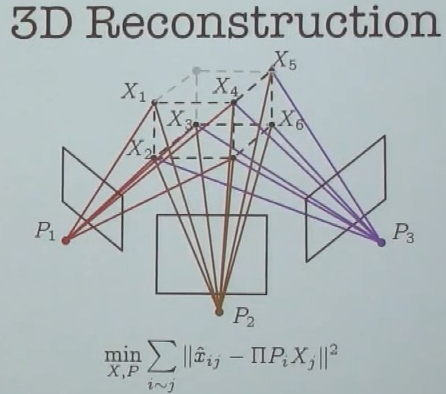 3D Reconstruction
X_5
X_1 X_4
X_3 X_6
X_2
P_1 P_3
P_2
\min_{X,P} \sum_{i \sim j} \|\hat{x}_{ij} - \Pi P_i X_j\|^2